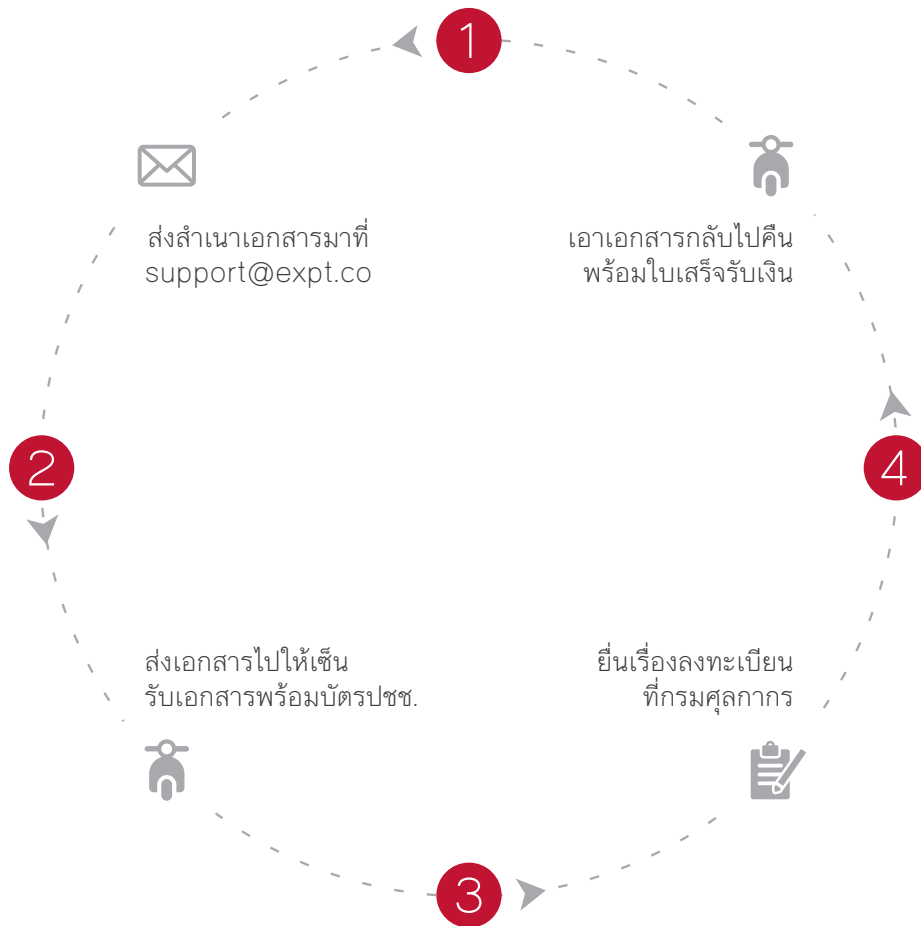 1
ส่งสำเนาเอกสารมาที่
support@expt.co
2
ส่งเอกสารไปให้เซ็น
รับเอกสารพร้อมบัตรปชช.
3
ยื่นเรื่องลงทะเบียน
ที่กรมศุลกากร
4
เอาเอกสารกลับไปคืน
พร้อมใบเสร็จรับเงิน